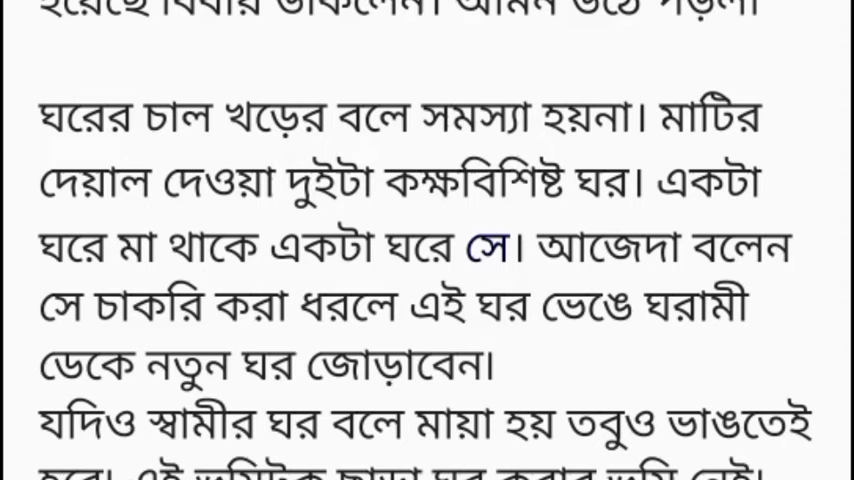 ঘরের চাল খড়ের বলে সমস্যা হয়না। মাটির
দেয়াল দেওয়া দুইটা কক্ষবিশিষ্ট ঘর। একটা
ঘরে মা থাকে একটা ঘরে সে। আজেদা বলেন
সে চাকরি করা ধরলে এই ঘর ভেঙে ঘরামী
ডেকে নতুন ঘর জোড়াবেন।
যদিও স্বামীর ঘর বলে মায়া হয় তবুও ভাঙতেই